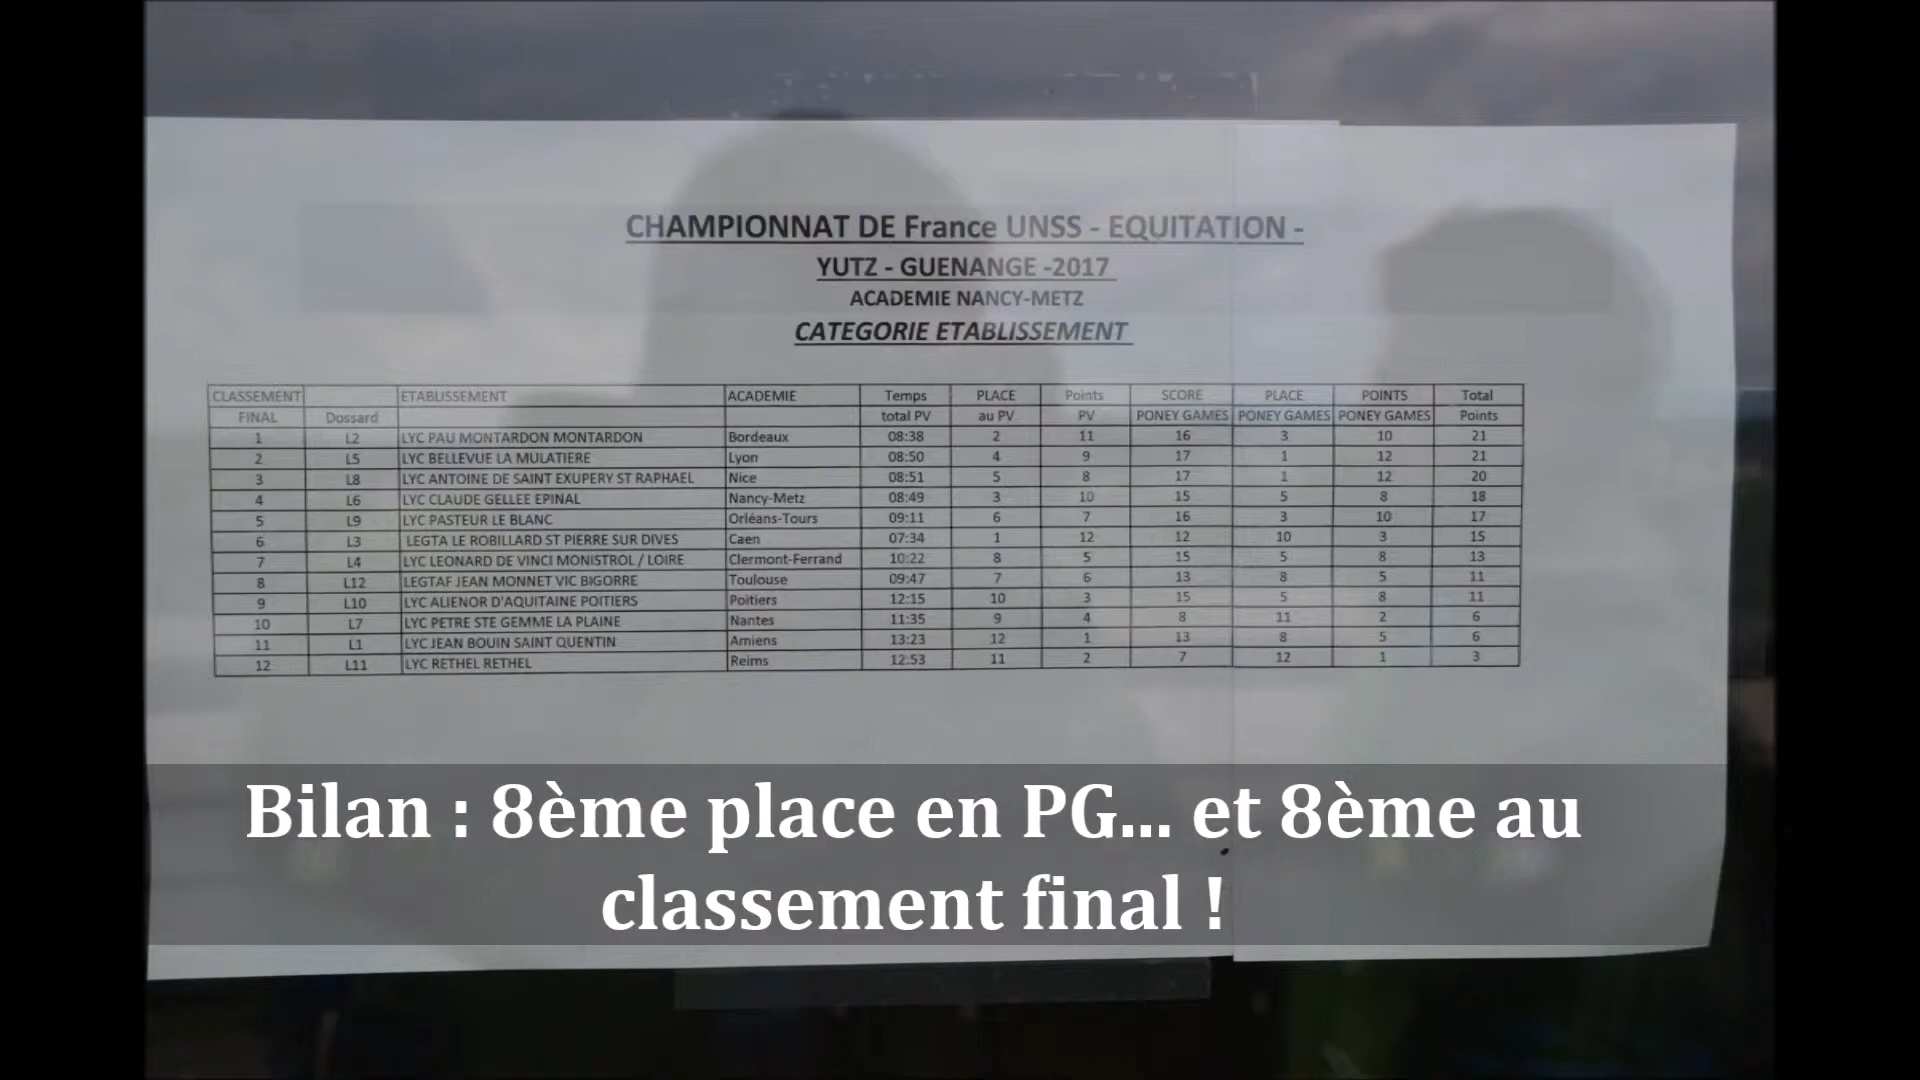 CHAMPIONNAT DE France UNSS - EQUITATION -
YUTZ - GUENANGE -2017
ACADEMIE NANCY-METZ
CATEGORIE ETABLISSEMENT
CLASSEMENT ETABLISSEMENT ACADEMIE Temps PLACE Points SCORE PLACE POINTS Total
FINAL Dossard total PV au PV PV PONEY GAMES PONEY GAMES PONEY GAMES Points
1 L2 LYC PAU MONTARDON MONTARDON Bordeaux 08:38 2 11 16 3 10 21
2 L5 LYC BELLEVUE LA MULATIERE Lyon 08:50 4 9 17 1 12 21
3 L8 LYC ANTOINE DE SAINT EXUPERY ST RAPHAEL Nice 08:51 5 8 17 1 12 20
4 L6 LYC CLAUDE GELLEE EPINAL Nancy-Metz 08:49 3 10 15 5 8 18
5 L9 LYC PASTEUR LE BLANC Orléans-Tours 09:11 6 7 16 3 10 17
6 L3 LEGTA LE ROBILLARD ST PIERRE SUR DIVES Caen 07:34 1 12 12 10 3 15
7 L4 LYC LEONARD DE VINCI MONISTROL / LOIRE Clermont-Ferrand 10:22 8 5 15 5 8 13
8 L12 LEGTAF JEAN MONNET VIC BIGORRE Toulouse 09:47 7 6 13 8 5 11
9 L10 LYC ALIENOR D'AQUITAINE POITIERS Poitiers 12:15 10 3 15 5 8 11
10 L7 LYC PETRE STE GEMME LA PLAINE Nantes 11:35 9 4 8 11 2 6
11 L1 LYC JEAN BOUIN SAINT QUENTIN Amiens 13:23 12 1 13 8 5 6
12 L11 LYC RETHEL RETHEL Reims 12:53 11 2 7 12 1 3
Bilan : 8ème place en PG... et 8ème au
classement final !